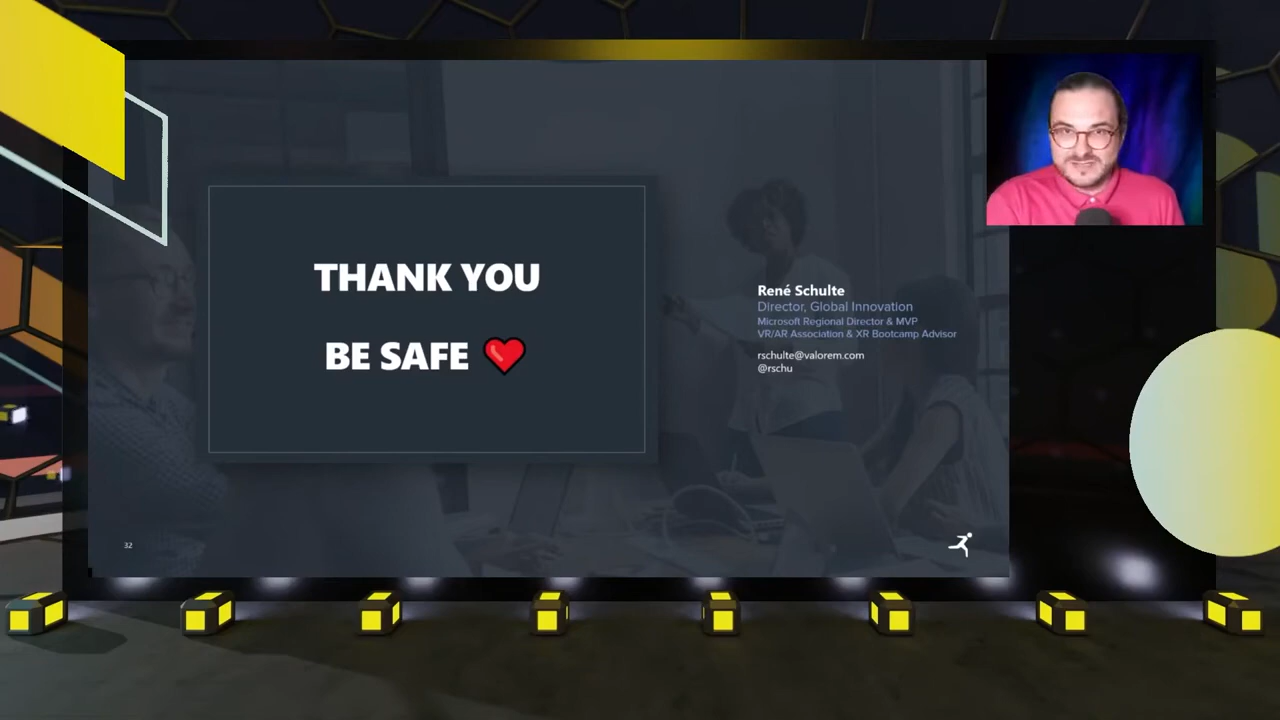 THANK YOU
BE SAFE ❤
René Schulte
Director, Global Innovation
Microsoft Regional Director & MVP
VR/AR Association & XR Bootcamp Advisor
rschulte@valorem.com
@rschu
32